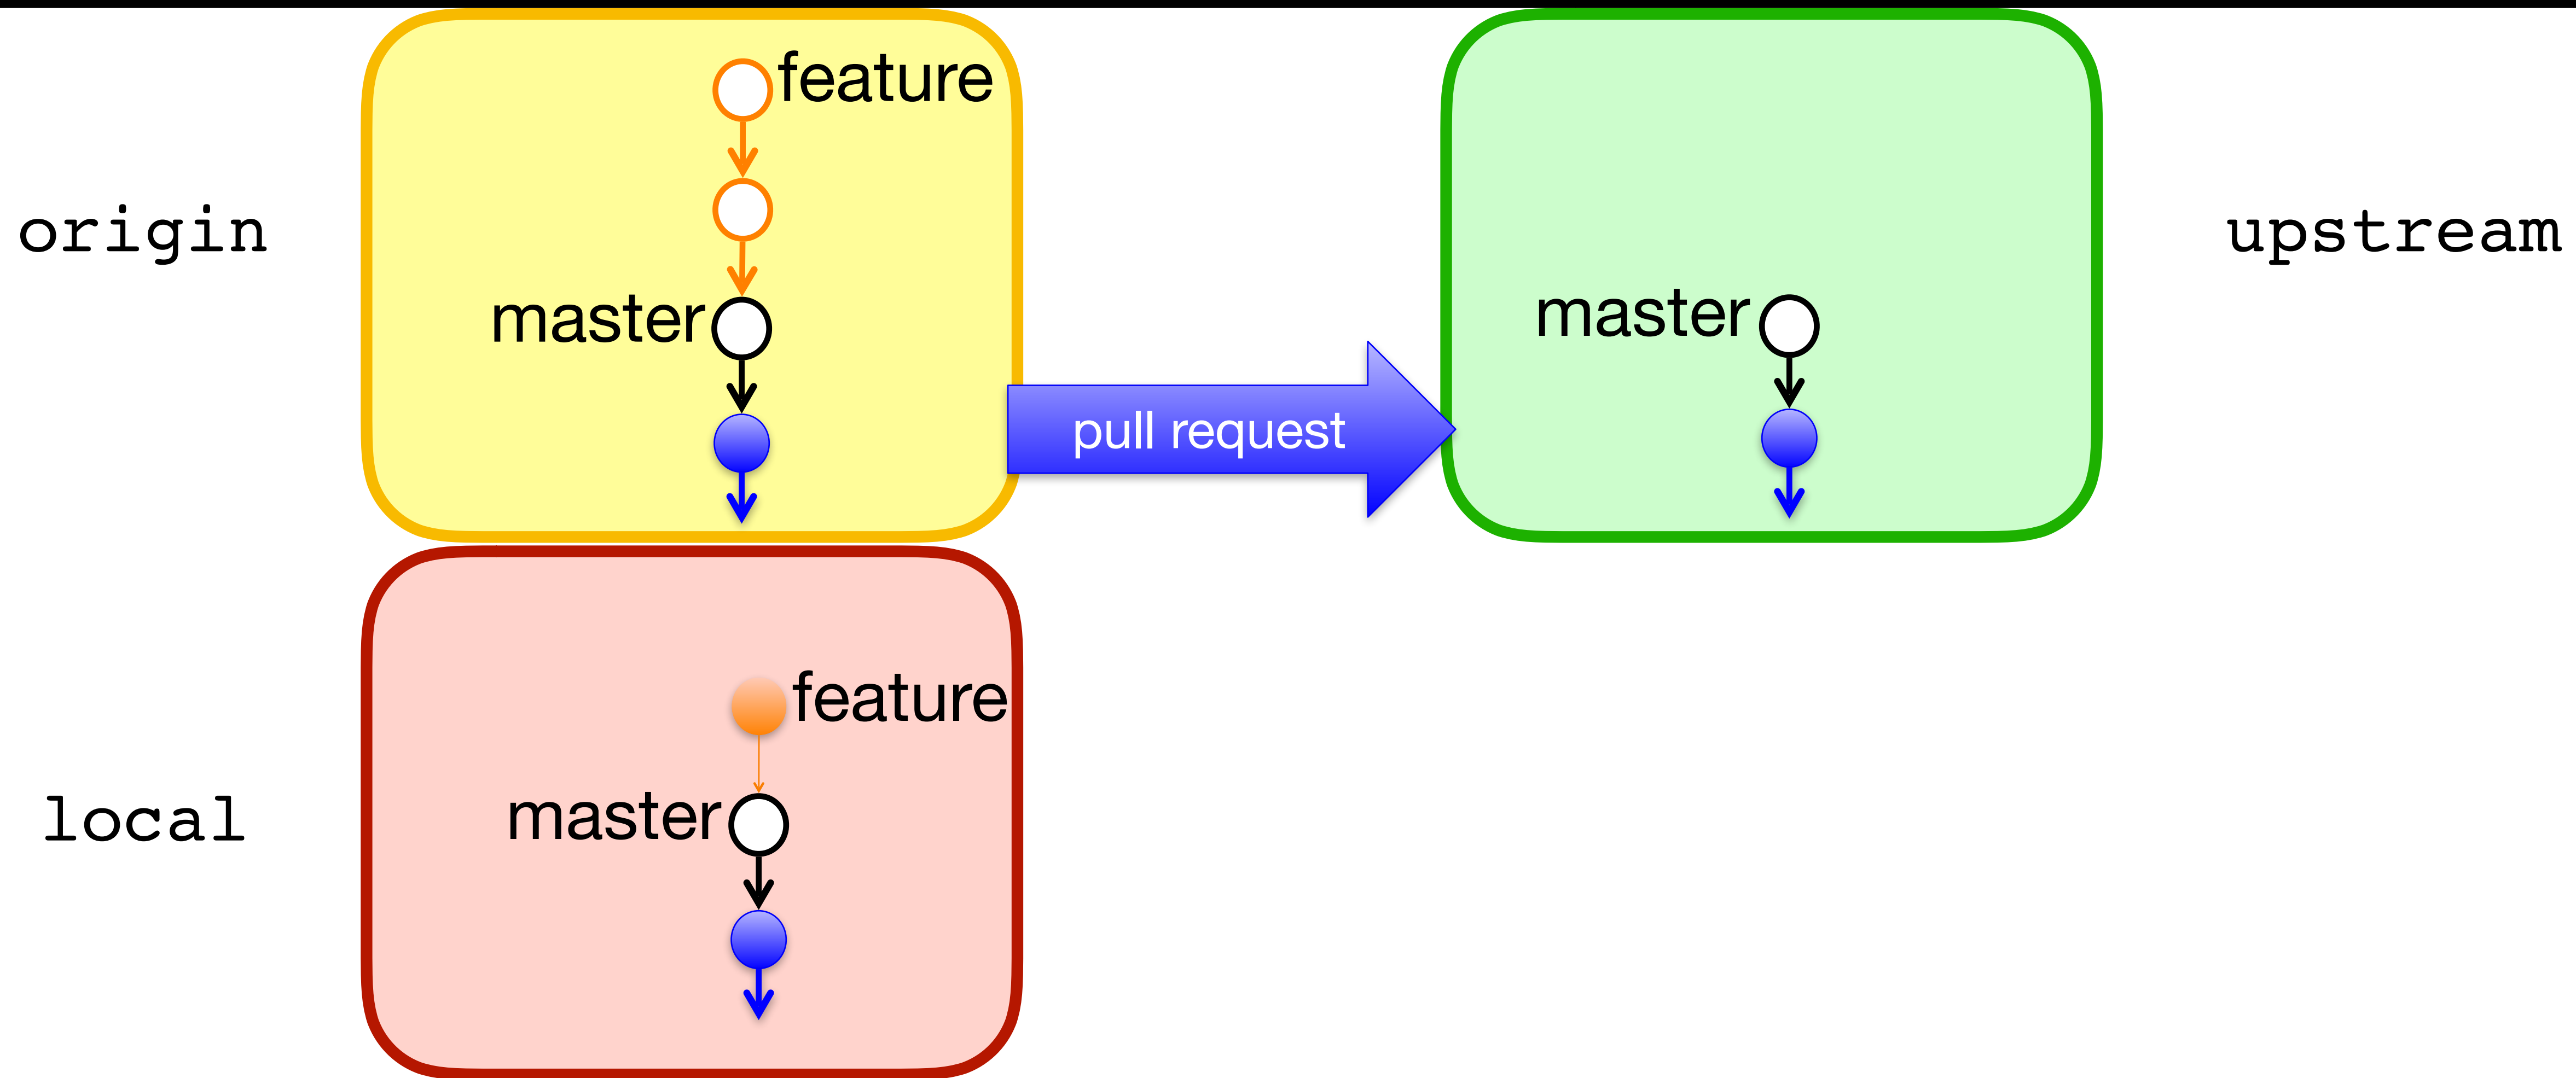 feature
origin
master
pull request
master
upstream
feature
local
master